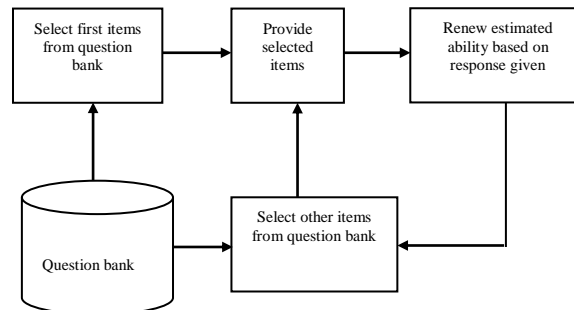 Select first items
from question
bank
Provide
selected
items
Renew estimated
ability based on
response given
Select other items
from question bank
Question bank